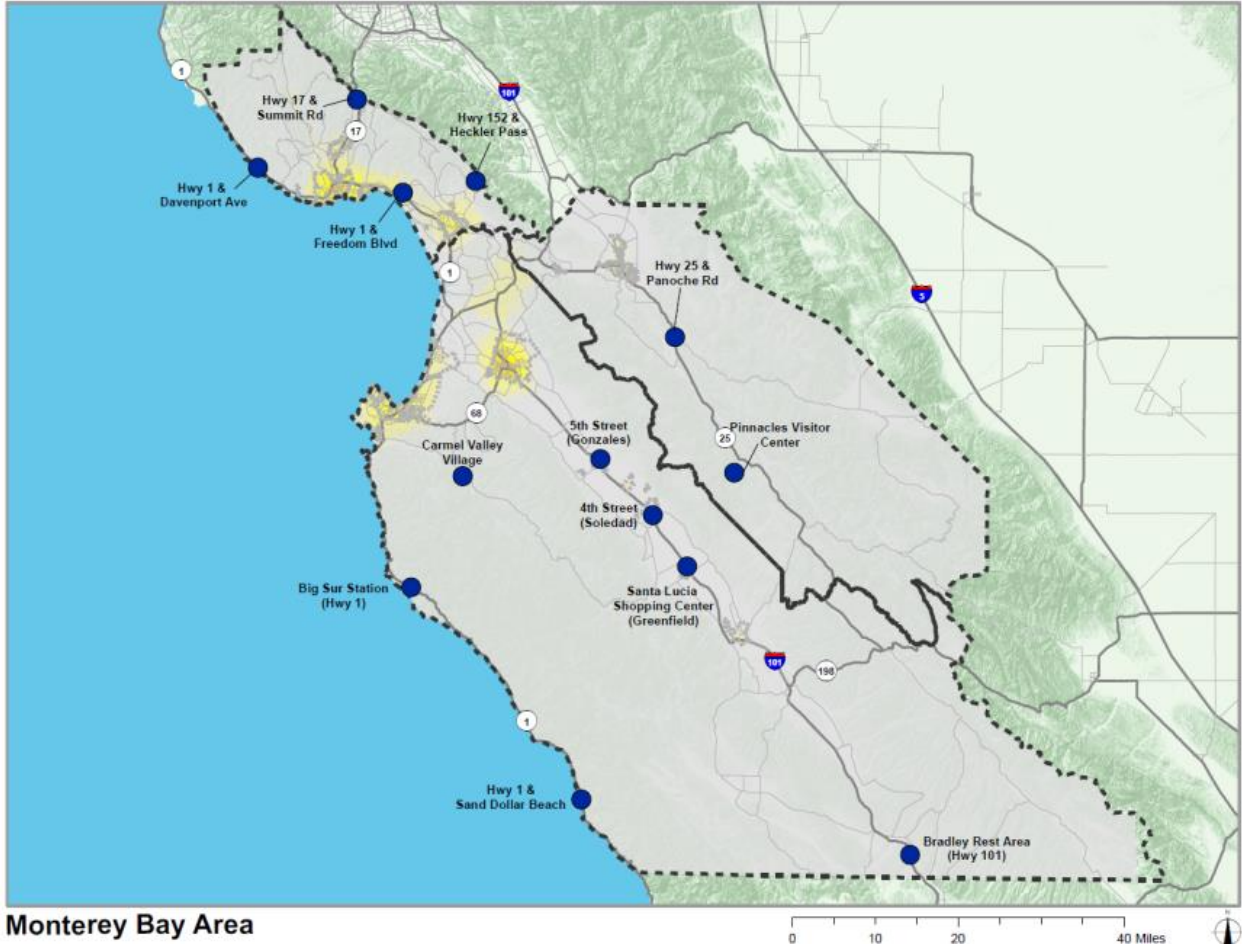 1
Hwy 17 &
Summit Rd
17
101
Hwy 152 &
Heckler Pass
Hwy 1 &
Davenport Ave
Hwy 1 &
Freedom Blvd
1
Hwy 25 &
Panoche Rd
5
68
Carmel Valley
Village
5th Street
(Gonzales)
25
Pinnacles Visitor
Center
4th Street
(Soledad)
Big Sur Station
(Hwy 1)
Santa Lucia
Shopping Center
(Greenfield)
101
198
1
Hwy 1 &
Sand Dollar Beach
Bradley Rest Area
(Hwy 101)
Monterey Bay Area
0 10 20 40 Miles
N